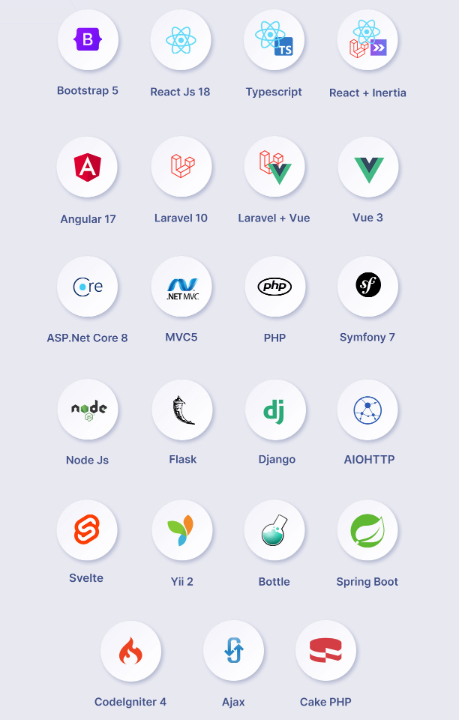 B
TS
Bootstrap 5
React Js 18
Typescript
React + Inertia
Angular 17
Laravel 10
Laravel + Vue
Vue 3
Core
.NET MVC
php
sf
ASP.Net Core 8
MVC5
PHP
Symfony 7
node
dj
Node Js
Flask
Django
AIOHTTP
Svelte
Yii 2
Bottle
Spring Boot
CodeIgniter 4
Ajax
Cake PHP